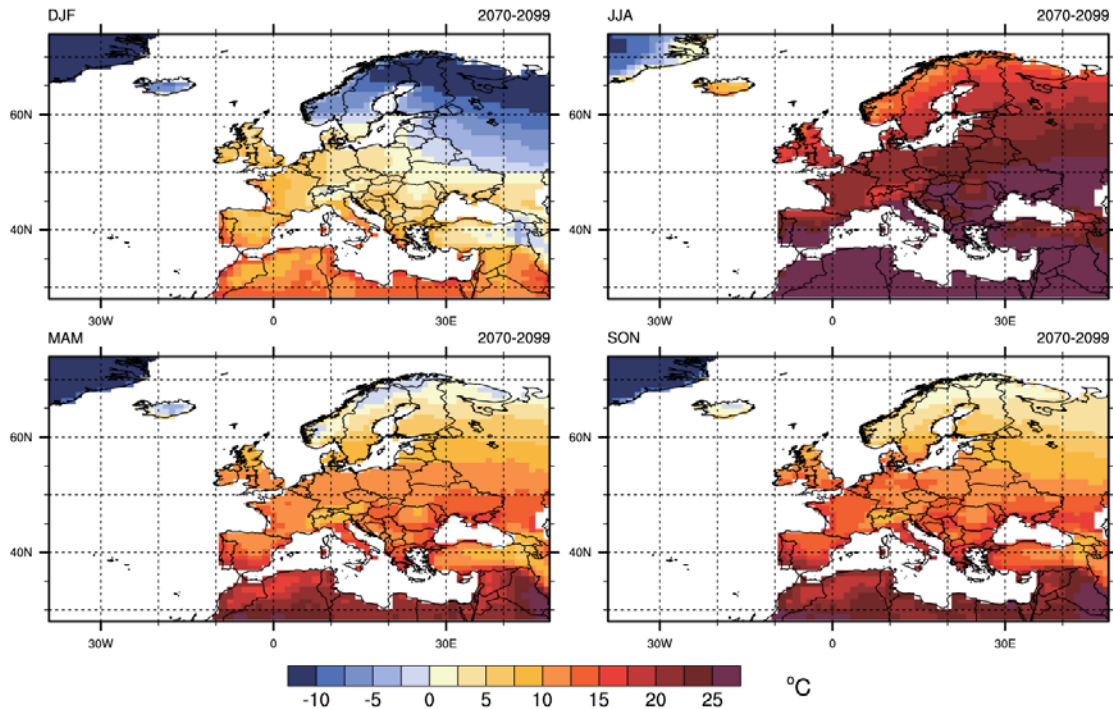 DJF 2070-2099 JJA 2070-2099
60N 60N
40N 40N
30W 0 30E 30W 0 30E
MAM 2070-2099 SON 2070-2099
60N 60N
40N 40N
30W 0 30E 30W 0 30E
-10 -5 0 5 10 15 20 25 °C